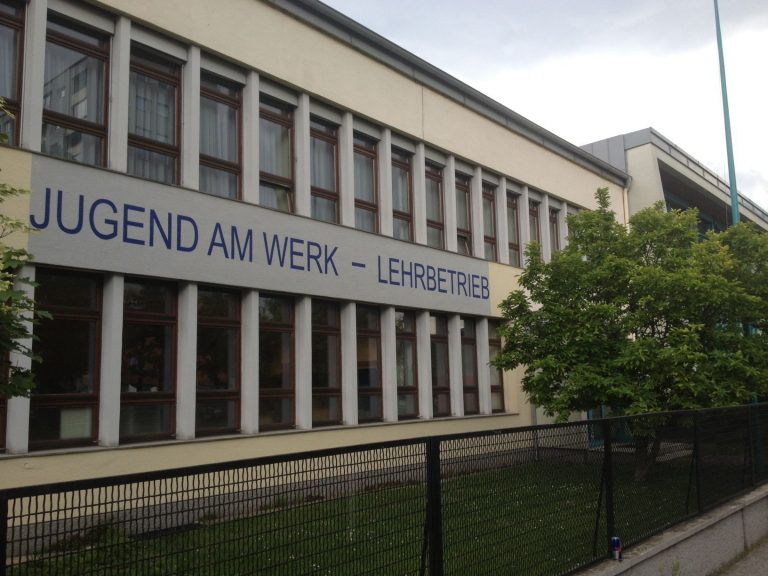 JUGEND AM WERK – LEHRBETRIEB